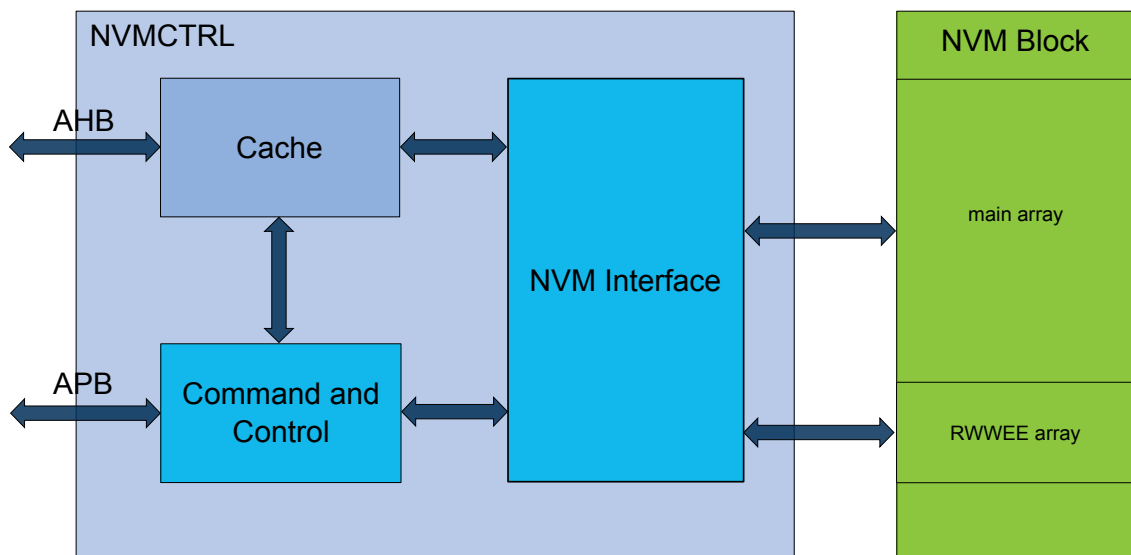 NVMCTRL
NVM Block
AHB
Cache
main array
NVM Interface
APB
Command and
Control
RWWEE array